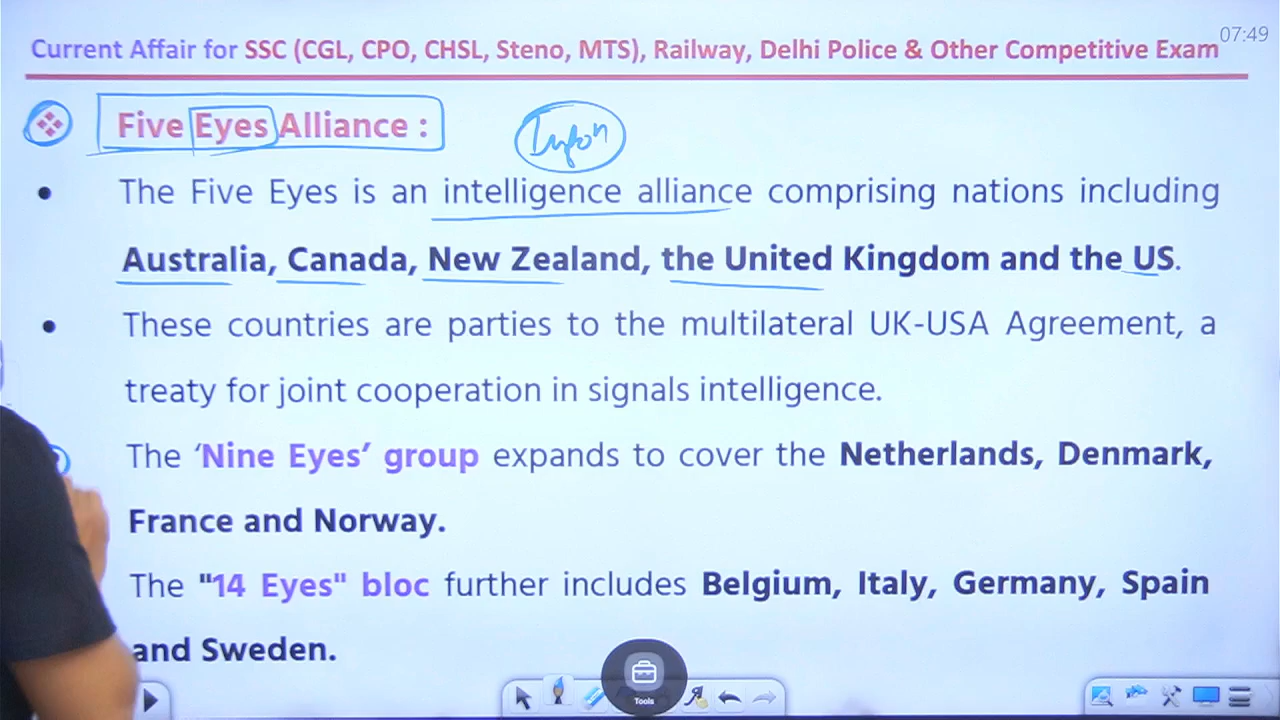 07:49
Current Affair for SSC (CGL, CPO, CHSL, Steno, MTS), Railway, Delhi Police & Other Competitive Exam
Five Eyes Alliance :
Infon
• The Five Eyes is an intelligence alliance comprising nations including
Australia, Canada, New Zealand, the United Kingdom and the US.
• These countries are parties to the multilateral UK-USA Agreement, a
treaty for joint cooperation in signals intelligence.
The ‘Nine Eyes’ group expands to cover the Netherlands, Denmark,
France and Norway.
The "14 Eyes" bloc further includes Belgium, Italy, Germany, Spain
and Sweden.
Tools